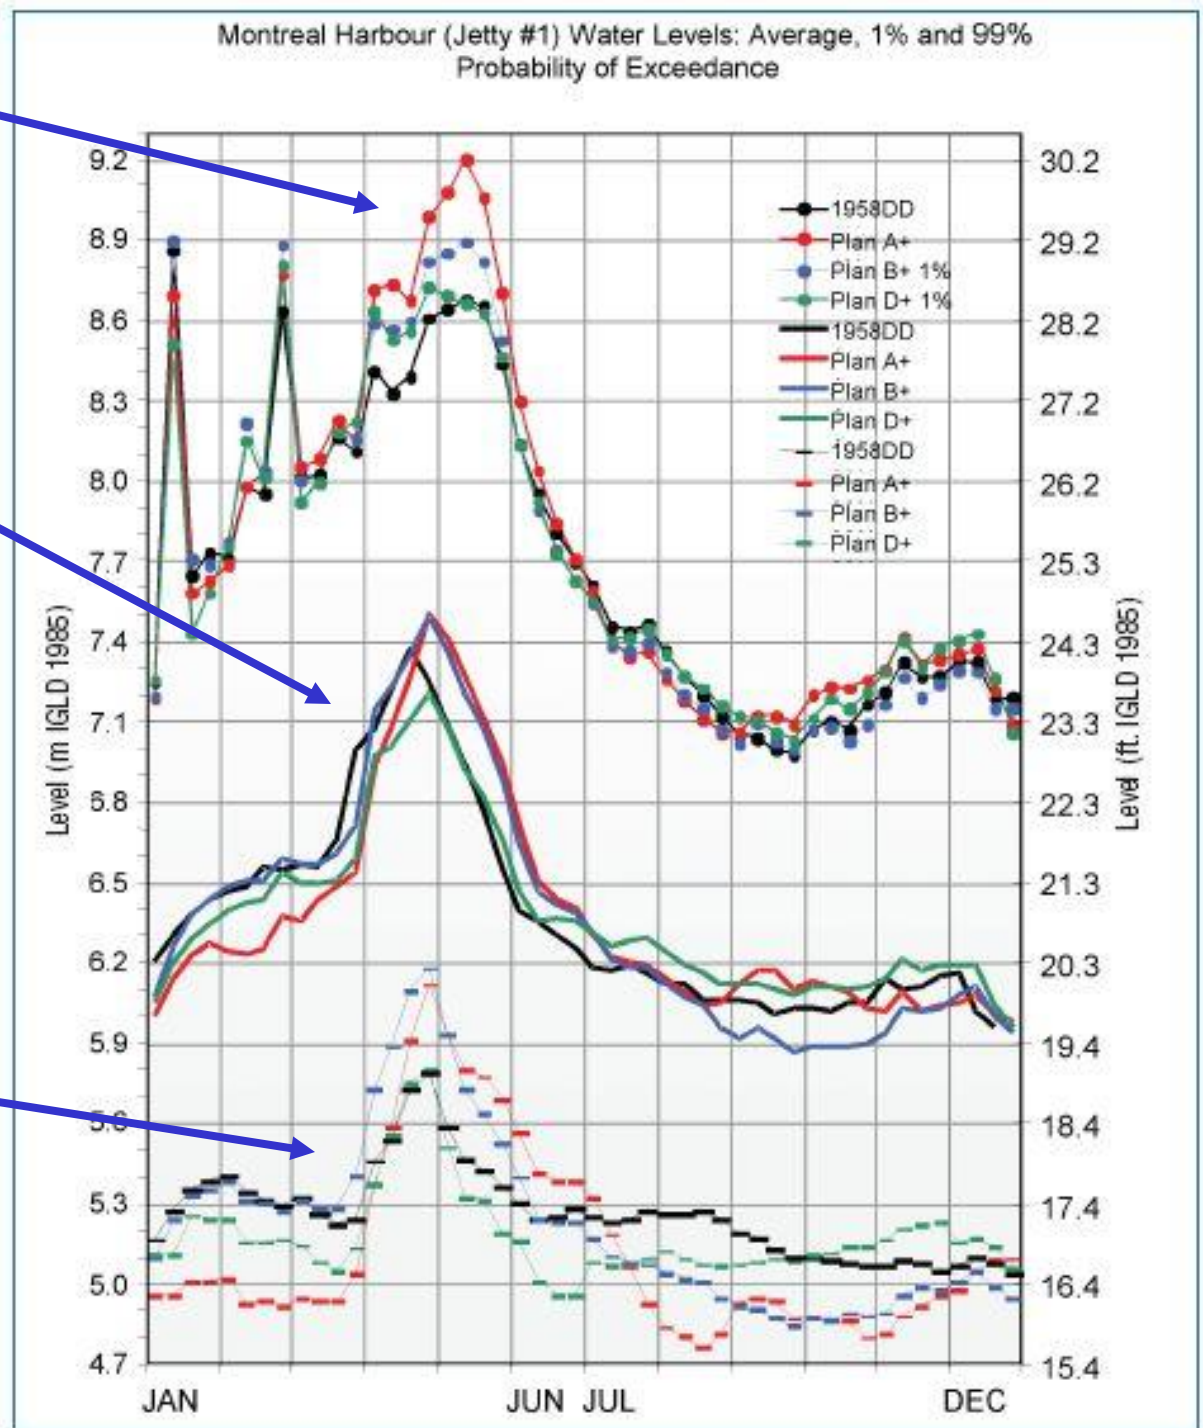 Montreal Harbour (Jetty #1) Water Levels: Average, 1% and 99%
Probability of Exceedance
Level (m IGLD 1985)
9.2
8.9
8.6
8.3
8.0
7.7
7.4
7.1
6.8
6.5
6.2
5.9
5.6
5.3
5.0
4.7
1958DD
Plan A+
Plan B+ 1%
Plan D+ 1%
1958DD
Plan A+
Plan B+
Plan D+
1958DD
Plan A+
Plan B+
Plan D+
30.2
29.2
28.2
27.2
26.2
25.3
24.3
23.3
22.3
21.3
20.3
19.4
18.4
17.4
16.4
15.4
Level (ft. IGLD 1985)
JAN JUN JUL DEC